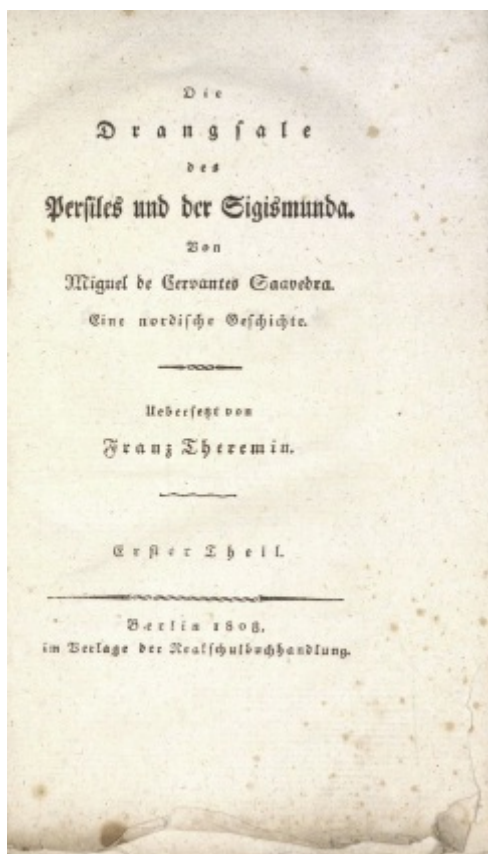 Die
Drangsale
des
Persiles und der Sigismunda.
Von
Miguel de Cervantes Saavedra.
Eine nordische Geschichte.
Uebersetzt von
Franz Theremin.
Erster Theil.
Berlin 1808.
im Verlage der Realschulbuchhandlung.